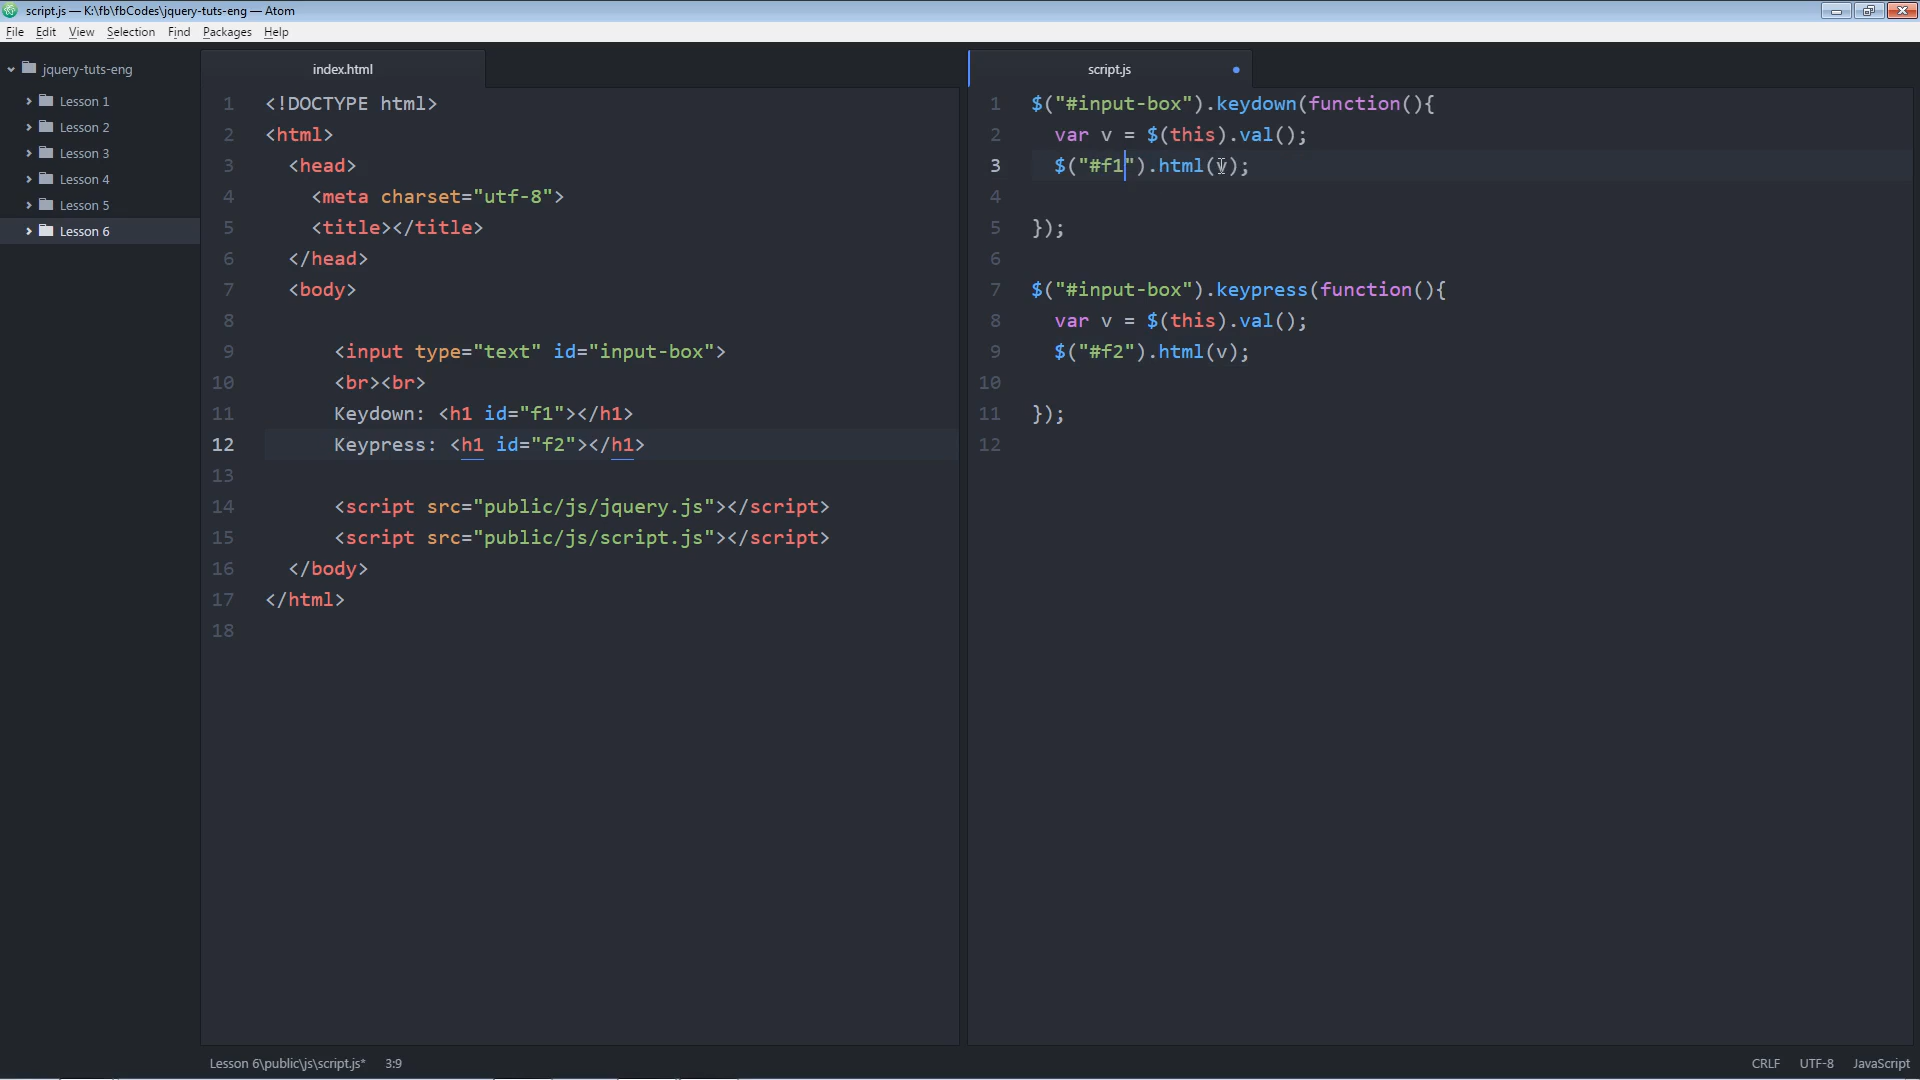 script.js — K:\fb\fbCodes\jquery-tuts-eng — Atom
File Edit View Selection Find Packages Help
jquery-tuts-eng
Lesson 1
Lesson 2
Lesson 3
Lesson 4
Lesson 5
Lesson 6
index.html
1 <!DOCTYPE html>
2 <html>
3 <head>
4 <meta charset="utf-8">
5 <title></title>
6 </head>
7 <body>
8
9 <input type="text" id="input-box">
10 <br><br>
11 Keydown: <h1 id="f1"></h1>
12 Keypress: <h1 id="f2"></h1>
13
14 <script src="public/js/jquery.js"></script>
15 <script src="public/js/script.js"></script>
16 </body>
17 </html>
18
script.js
1 $("#input-box").keydown(function(){
2 var v = $(this).val();
3 $("#f1").html(v);
4
5 });
6
7 $("#input-box").keypress(function(){
8 var v = $(this).val();
9 $("#f2").html(v);
10
11 });
12
Lesson 6\public\js\script.js* 3:9
CRLF UTF-8 JavaScript